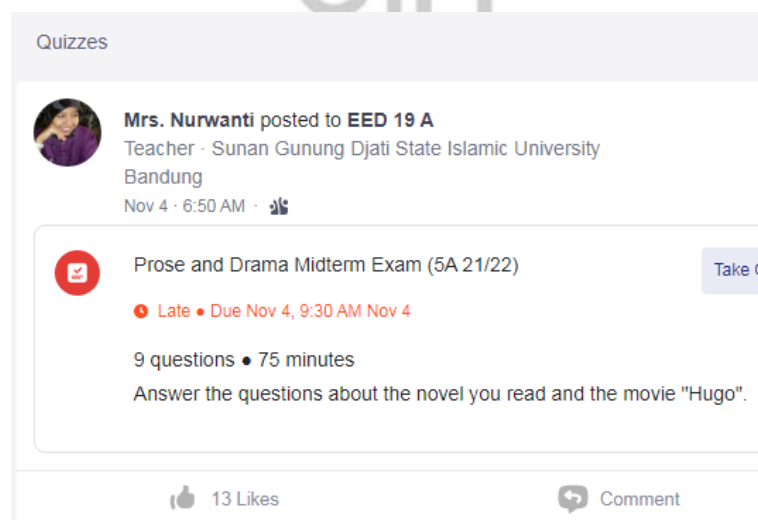 Quizzes
Mrs. Nurwanti posted to EED 19 A
Teacher · Sunan Gunung Djati State Islamic University
Bandung
Nov 4 · 6:50 AM ·
Prose and Drama Midterm Exam (5A 21/22)
Take
Late • Due Nov 4, 9:30 AM Nov 4
9 questions • 75 minutes
Answer the questions about the novel you read and the movie "Hugo".
13 Likes
Comment